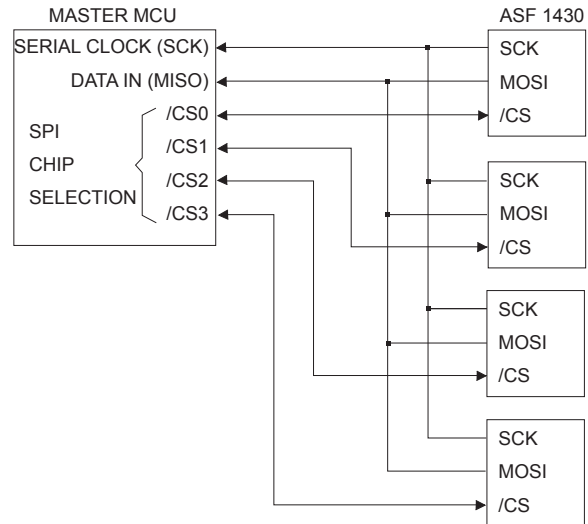 MASTER MCU
SERIAL CLOCK (SCK)
DATA IN (MISO)
/CS0
/CS1
/CS2
/CS3
SPI
CHIP
SELECTION
ASF 1430
SCK
MOSI
/CS
SCK
MOSI
/CS
SCK
MOSI
/CS
SCK
MOSI
/CS